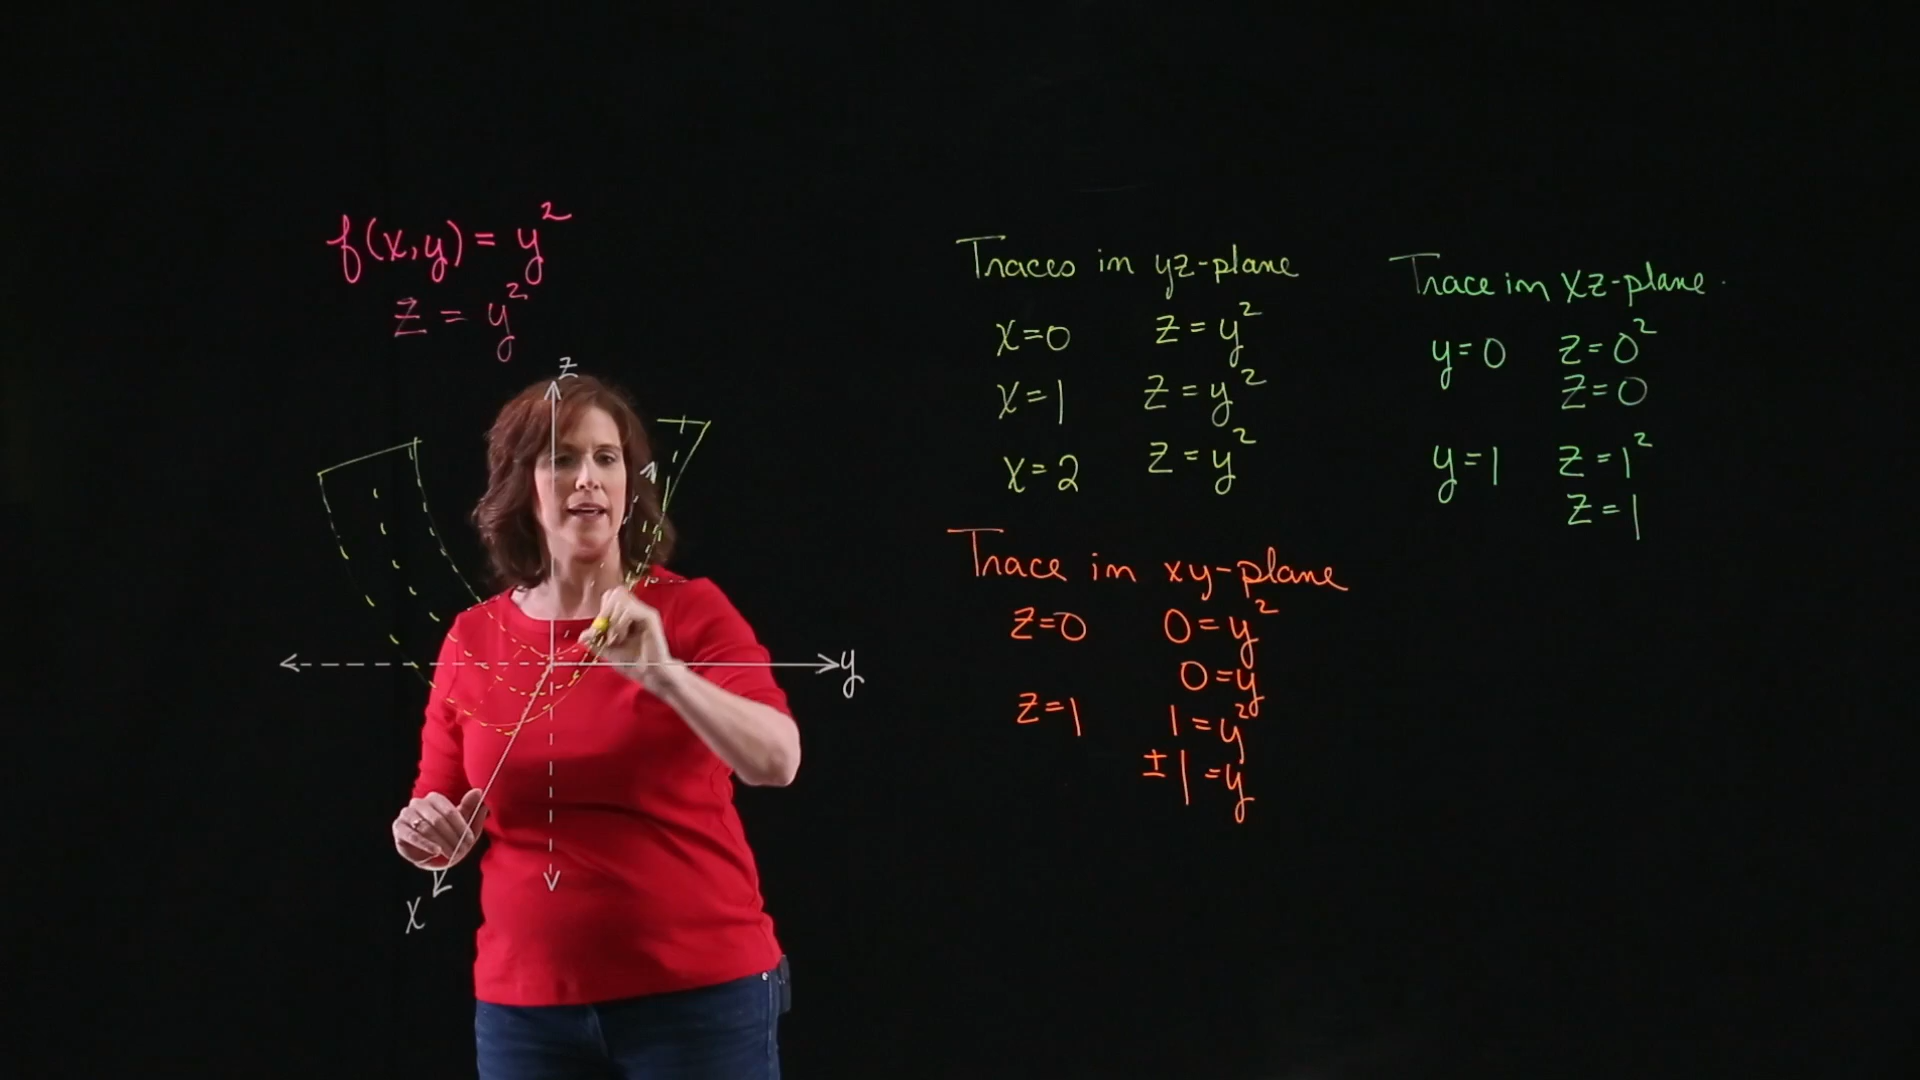 f(x,y) = y²
z = y²
z
y
x
Traces in yz-plane
x=0 z = y²
x=1 z = y²
x=2 z = y²
Trace in xy-plane
z=0 0 = y²
0 = y
z=1 1 = y²
±1 = y
Trace in xz-plane.
y=0 z=0²
z=0
y=1 z=1²
z=1